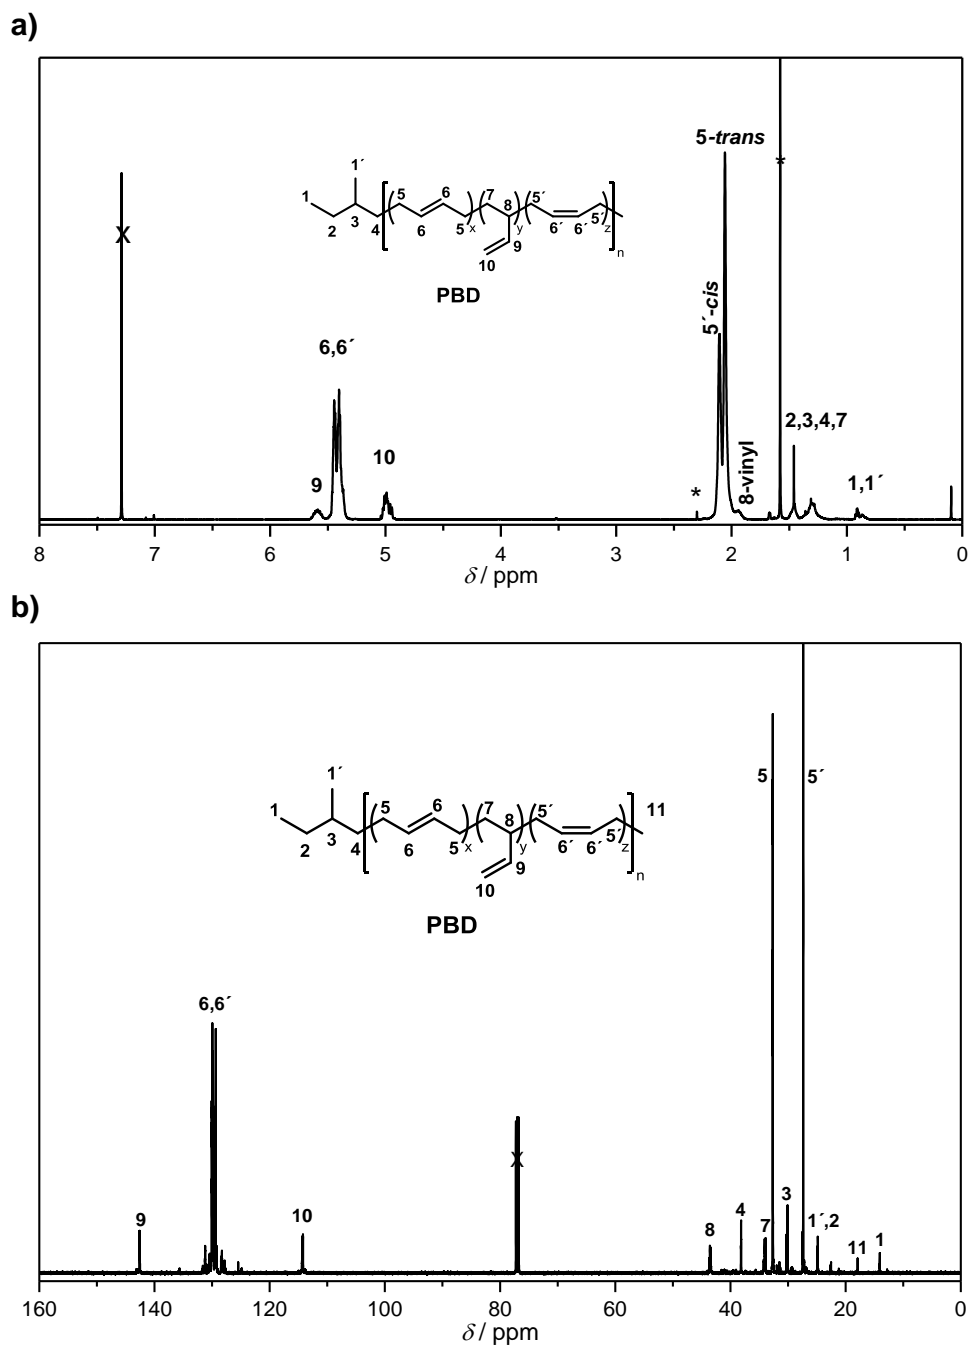 a)
5-trans
*
1´
1
5
6
7
8
5´
2
3
4
6
5
x
y
9
6´
6´
5´
z
n
10
PBD
X
5´-cis
6,6´
9
10
*
8-vinyl
2,3,4,7
1,1´
8 7 6 5 4 3 2 1 0
δ / ppm
b)
1´
1
5
6
7
8
5´
11
2
3
4
6
5
x
y
9
6´
6´
5´
z
n
10
PBD
5
5´
6,6´
X
9
10
8
4
7
3
1´,2
11
1
160 140 120 100 80 60 40 20 0
δ / ppm